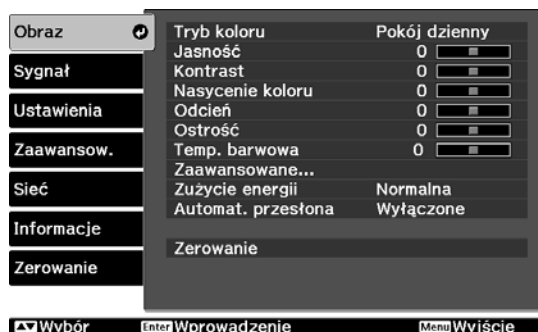 Obraz
Sygnał
Ustawienia
Zaawansow.
Sieć
Informacje
Zerowanie
Tryb koloru Pokój dzienny
Jasność 0
Kontrast 0
Nasycenie koloru 0
Odcień 0
Ostrość 0
Temp. barwowa 0
Zaawansowane...
Zużycie energii Normalna
Automat. przesłona Wyłączone
Zerowanie
Wybór Enter Wprowadzenie Menu Wyjście